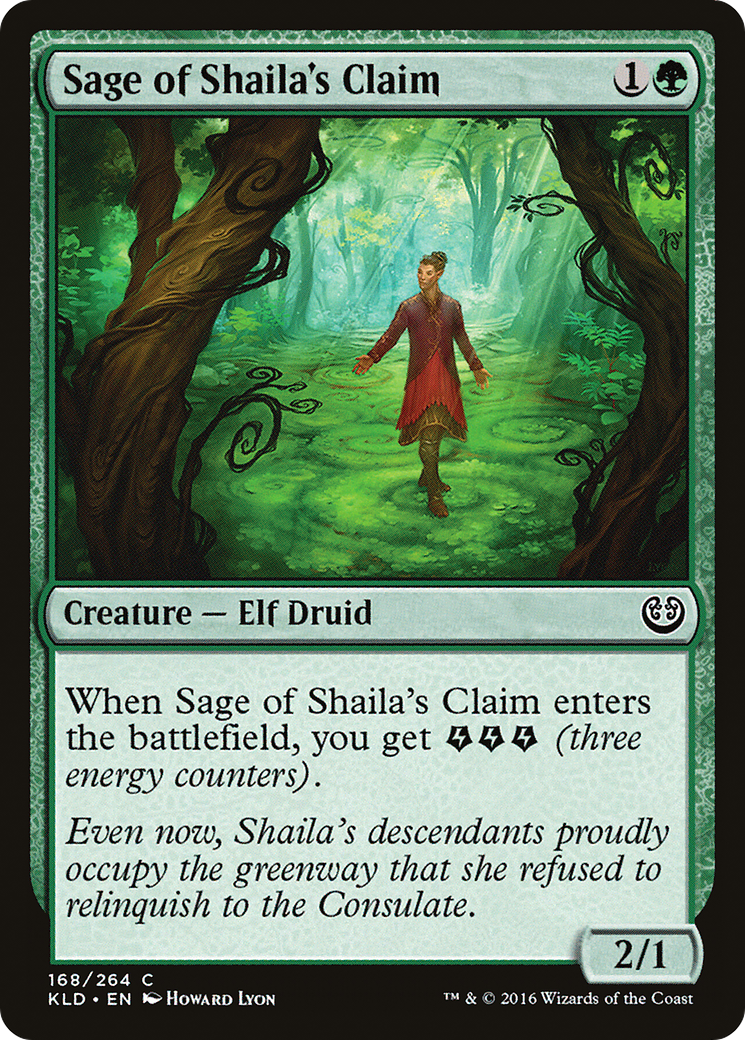 Sage of Shaila's Claim 1
Creature — Elf Druid
When Sage of Shaila's Claim enters
the battlefield, you get (three
energy counters).
Even now, Shaila's descendants proudly
occupy the greenway that she refused to
relinquish to the Consulate.
2/1
168/264 C
KLD • EN Howard Lyon
™ & © 2016 Wizards of the Coast